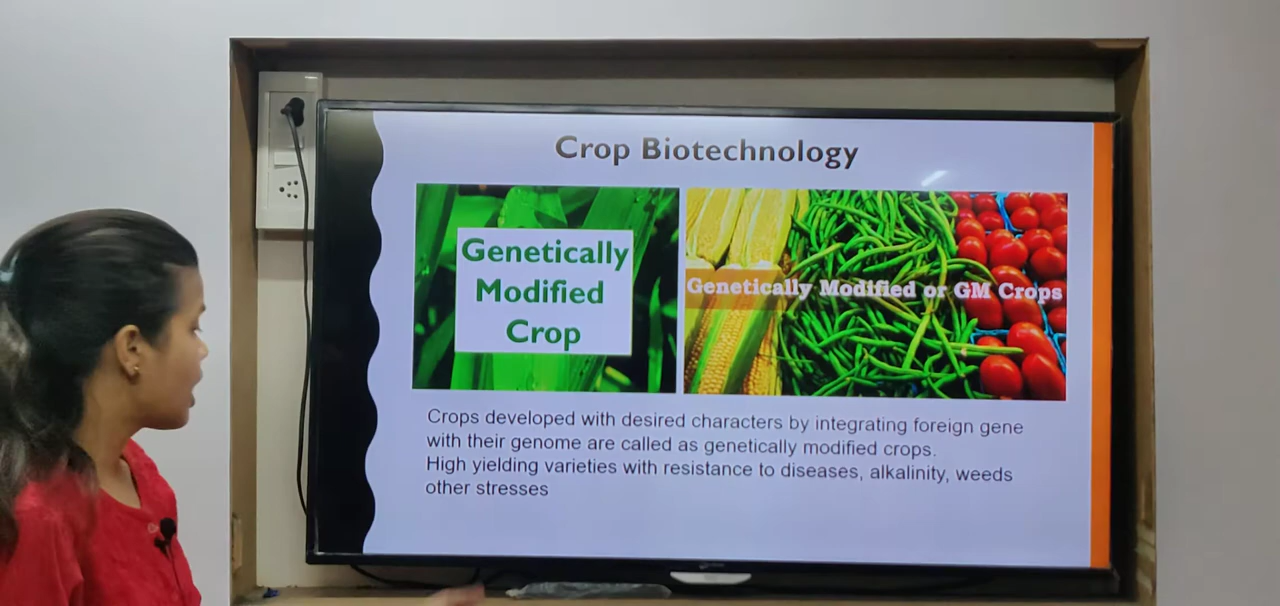 Crop Biotechnology
Genetically
Modified
Crop
Genetically Modified or GM Crops
Crops developed with desired characters by integrating foreign gene
with their genome are called as genetically modified crops.
High yielding varieties with resistance to diseases, alkalinity, weeds
other stresses